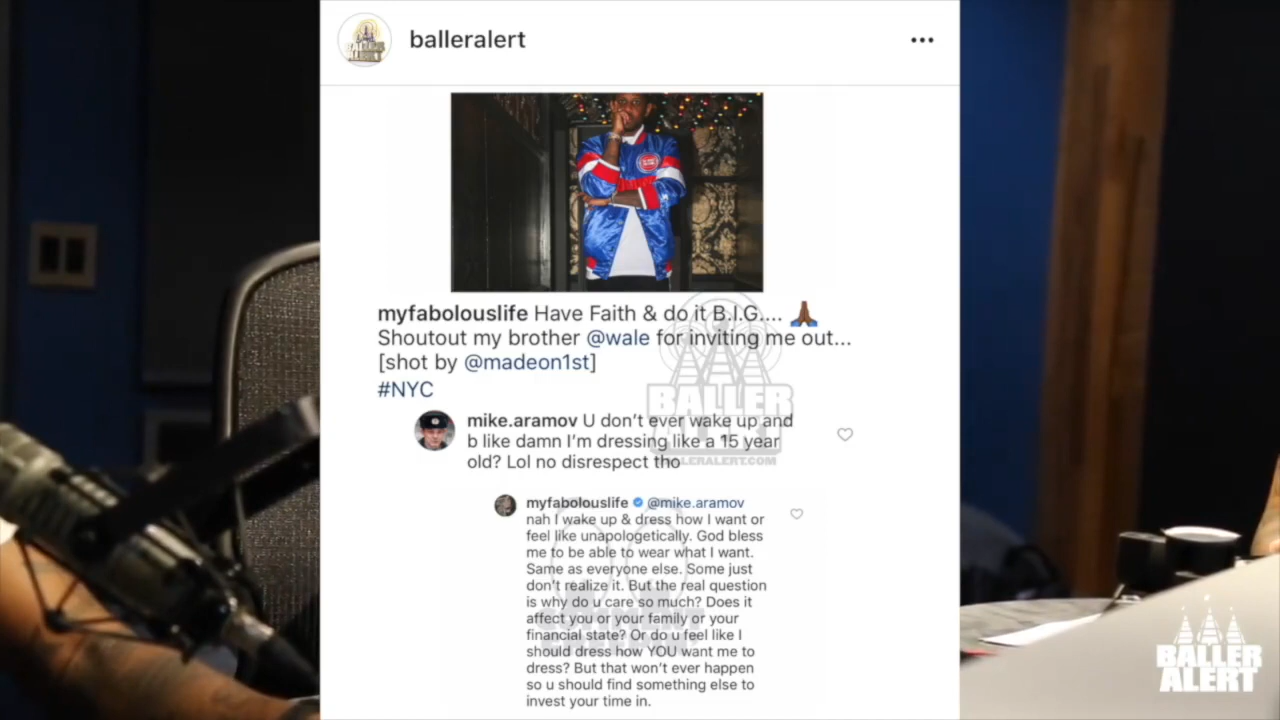 balleralert
myfabolouslife Have Faith & do it B.I.G....
Shoutout my brother @wale for inviting me out...
[shot by @madeon1st]
#NYC
mike.aramov U don't ever wake up and
b like damn I'm dressing like a 15 year
old? Lol no disrespect tho
myfabolouslife @mike.aramov
nah I wake up & dress how I want or
feel like unapologetically. God bless
me to be able to wear what I want.
Same as everyone else. Some just
don't realize it. But the real question
is why do u care so much? Does it
affect you or your family or your
financial state? Or do u feel like I
should dress how YOU want me to
dress? But that won't ever happen
so u should find something else to
invest your time in.
BALLER
ALERT
BALLERALERT.COM
BALLER
ALERT